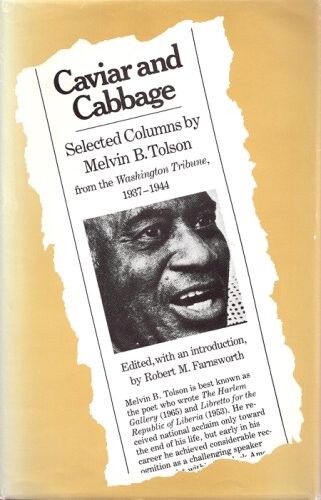 Caviar and
Cabbage
Selected Columns by
Melvin B. Tolson
from the Washington Tribune,
1937–1944
Edited, with an introduction,
by Robert M. Farnsworth
Melvin B. Tolson is best known as
the poet who wrote The Harlem
Gallery (1965) and Libretto for the
Republic of Liberia (1953). He re-
ceived national acclaim only toward
the end of his life, but early in his
career he achieved considerable rec-
ognition as a challenging speaker